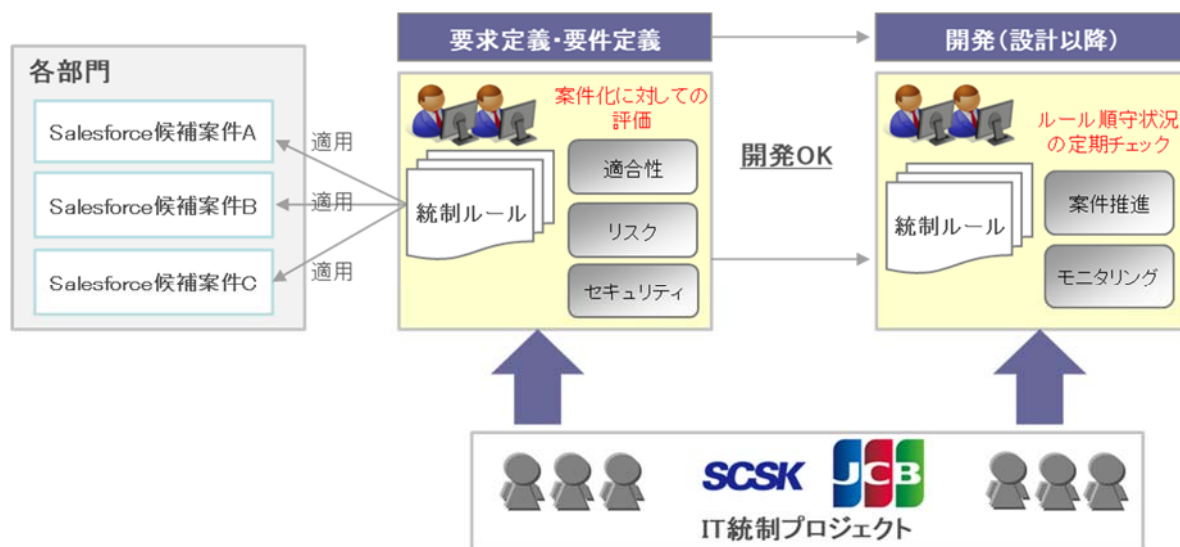 各部門
Salesforce候補案件A
Salesforce候補案件B
Salesforce候補案件C
適用
適用
適用
要求定義・要件定義
案件化に対しての
評価
統制ルール
適合性
リスク
セキュリティ
開発OK
開発(設計以降)
ルール順守状況
の定期チェック
統制ルール
案件推進
モニタリング
SCSK
JCB
IT統制プロジェクト